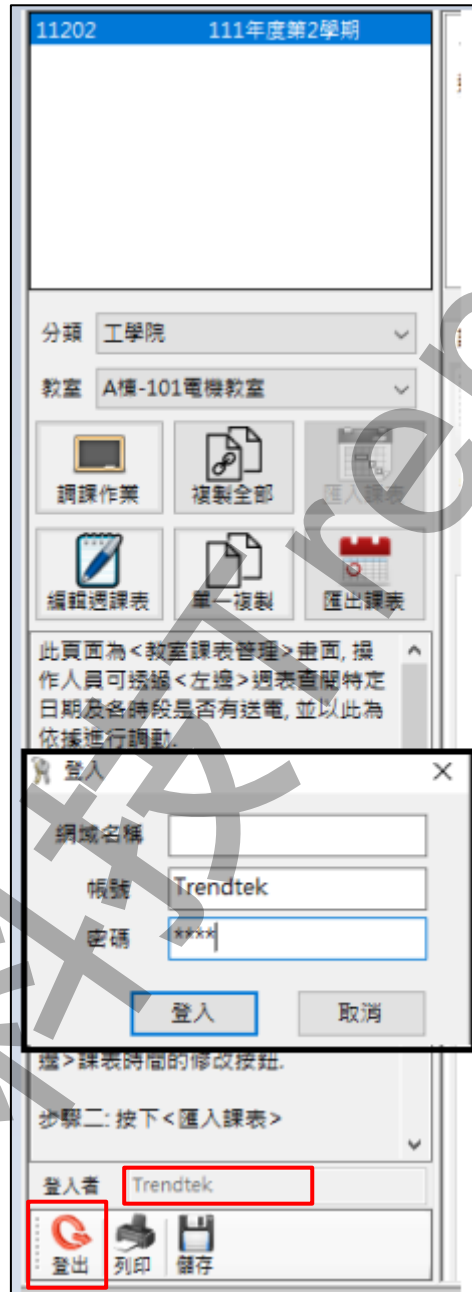 11202 111年度第2學期
分類 工學院
教室 A棟-101電機教室
調課作業 複製全部 匯入課表
編輯週課表 單一複製 匯出課表
此頁面為<教室課表管理>畫面, 操
作人員可透過<左邊>週表查閱特定
日期及各時段是否有送電, 並以此為
依據進行調動.
登入
網域名稱
帳號 Trendtek
密碼 ****
登入 取消
邊>課表時間的修改按鈕.
步驟二: 按下<匯入課表>
登入者 Trendtek
登出 列印 儲存
科技Tre